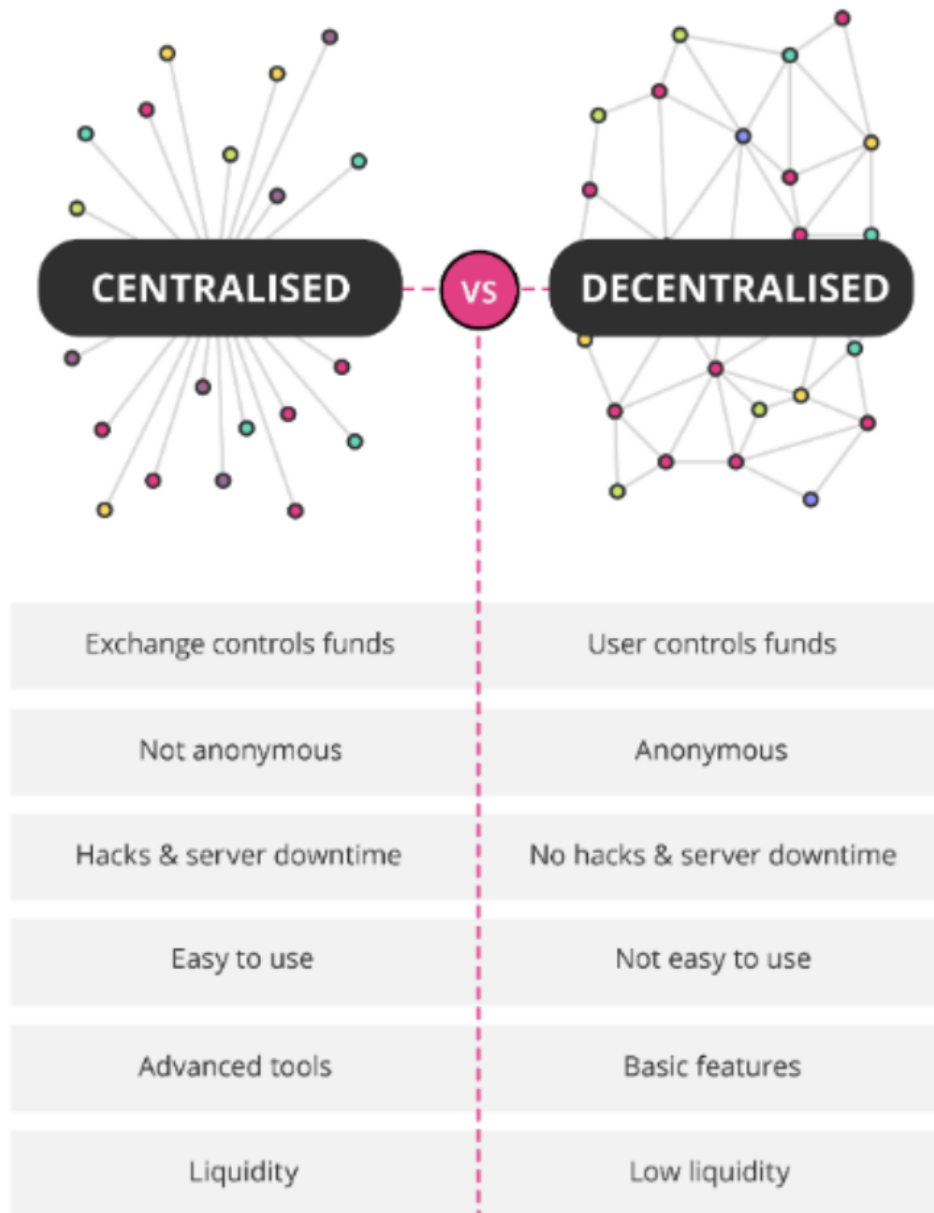 CENTRALISED
VS
DECENTRALISED
Exchange controls funds
User controls funds
Not anonymous
Anonymous
Hacks & server downtime
No hacks & server downtime
Easy to use
Not easy to use
Advanced tools
Basic features
Liquidity
Low liquidity